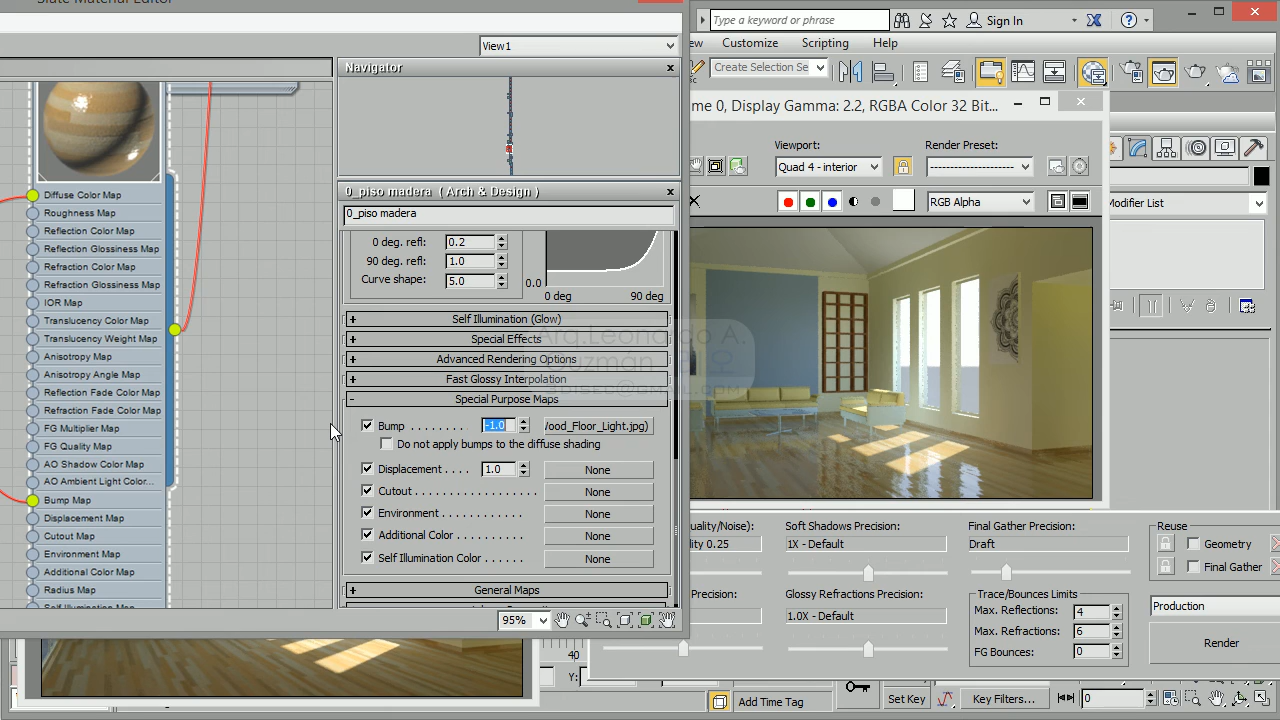 Slate Material Editor
Type a keyword or phrase
Sign In
View1
Customize
Scripting
Help
Create Selection Se
Navigator
me 0, Display Gamma: 2.2, RGBA Color 32 Bit...
Viewport:
Render Preset:
Quad 4 - interior
RGB Alpha
Modifier List
0_piso madera ( Arch & Design )
0_piso madera
0 deg. refl:
0.2
90 deg. refl:
1.0
Curve shape:
5.0
0.0
0 deg
90 deg
Self Illumination (Glow)
Special Effects
Advanced Rendering Options
Fast Glossy Interpolation
Special Purpose Maps
Bump . . . . . . . .
-1.0
Wood_Floor_Light.jpg)
Do not apply bumps to the diffuse shading
Displacement . . . .
1.0
None
Cutout . . . . . . . . . . . . . . . . .
None
Environment . . . . . . . . . . . .
None
Additional Color . . . . . . . . . .
None
Self Illumination Color . . . . . .
None
General Maps
95%
Diffuse Color Map
Roughness Map
Reflection Color Map
Reflection Glossiness Map
Refraction Color Map
Refraction Glossiness Map
IOR Map
Translucency Color Map
Translucency Weight Map
Anisotropy Map
Anisotropy Angle Map
Reflection Fade Color Map
Refraction Fade Color Map
FG Multiplier Map
FG Quality Map
AO Shadow Color Map
AO Ambient Light Color...
Bump Map
Displacement Map
Cutout Map
Environment Map
Additional Color Map
Radius Map
Self Illumination Map
Arq.Leonardo A.
Guzmán
3DISED@GMAIL.COM
uality/Noise):
lity 0.25
Soft Shadows Precision:
1X - Default
Final Gather Precision:
Draft
Reuse
Geometry
Final Gather
Precision:
Glossy Refractions Precision:
1.0X - Default
Trace/Bounces Limits
Max. Reflections:
4
Max. Refractions:
6
FG Bounces:
0
Production
Render
40
Y:
Add Time Tag
Set Key
Key Filters...
0